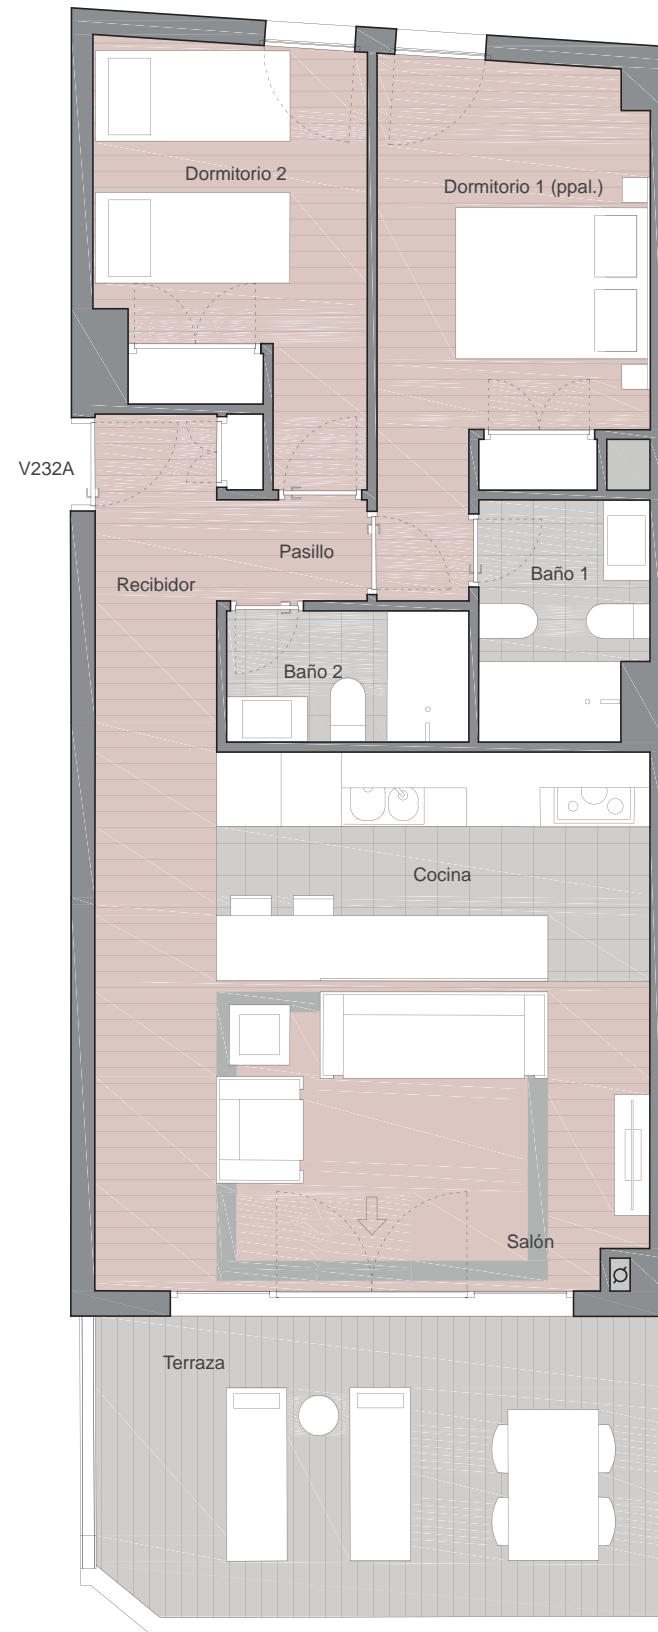 Dormitorio 2
Dormitorio 1 (ppal.)
V232A
Pasillo
Baño 1
Recibidor
Baño 2
Cocina
Salón
Terraza